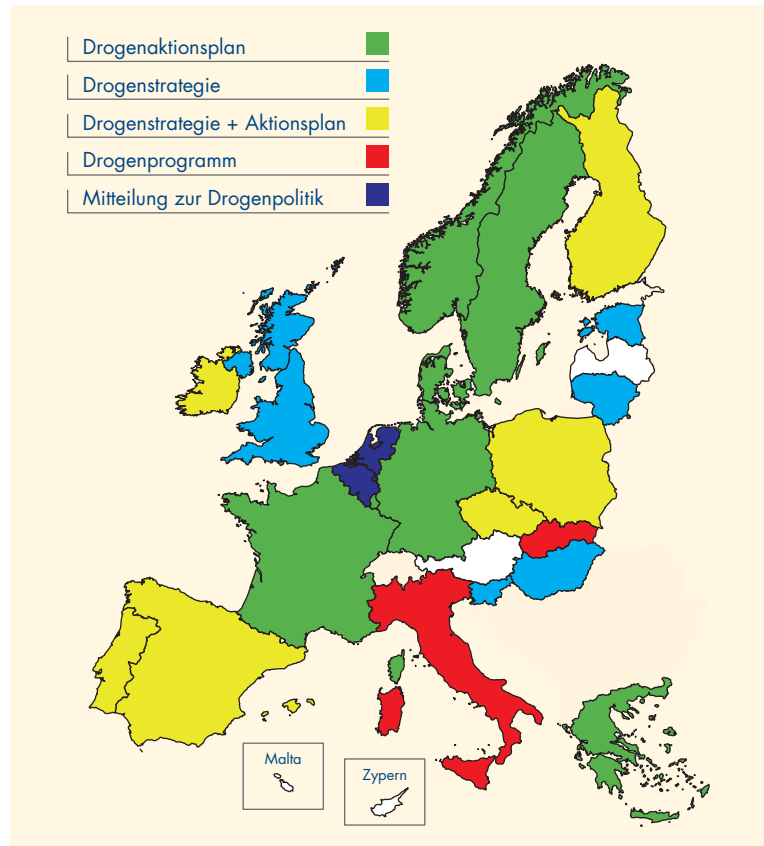 Drogenaktionsplan
Drogenstrategie
Drogenstrategie + Aktionsplan
Drogenprogramm
Mitteilung zur Drogenpolitik
Malta
Zypern